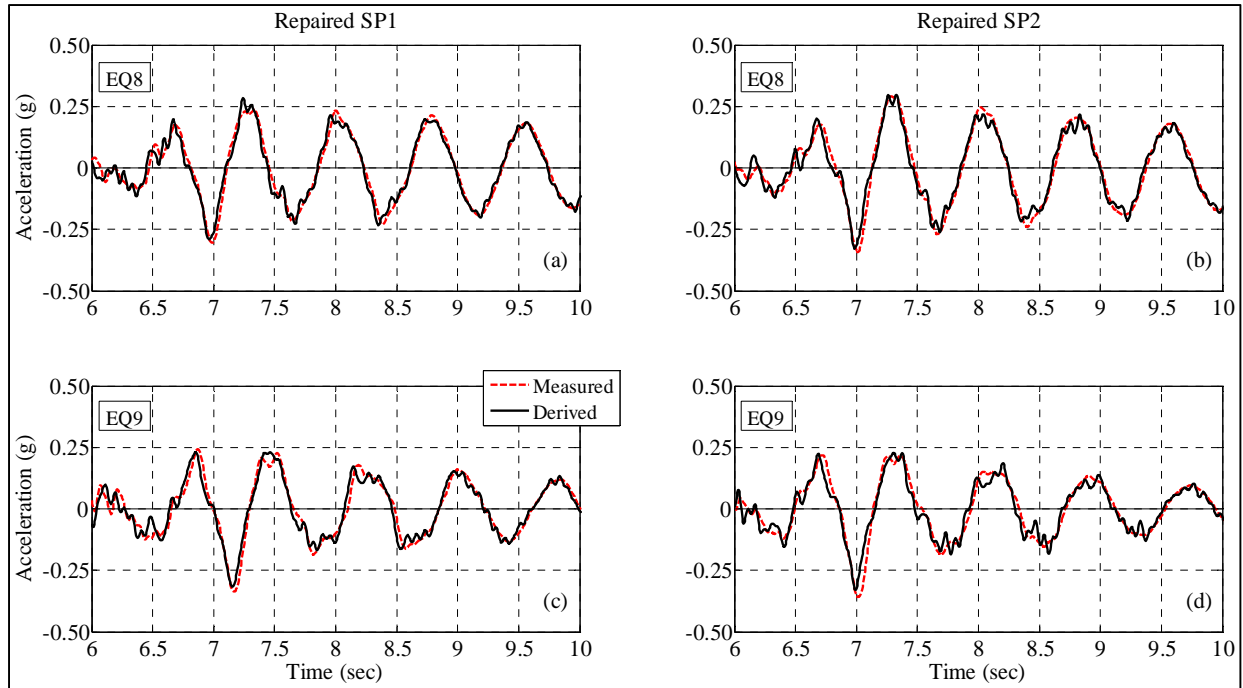 Repaired SP1
Repaired SP2
0.50
0.25
0
-0.25
-0.50
Acceleration (g)
EQ8
(a)
6 6.5 7 7.5 8 8.5 9 9.5 10
0.50
0.25
0
-0.25
-0.50
EQ8
(b)
6 6.5 7 7.5 8 8.5 9 9.5 10
0.50
0.25
0
-0.25
-0.50
Acceleration (g)
EQ9
Measured
Derived
(c)
6 6.5 7 7.5 8 8.5 9 9.5 10
Time (sec)
0.50
0.25
0
-0.25
-0.50
EQ9
(d)
6 6.5 7 7.5 8 8.5 9 9.5 10
Time (sec)